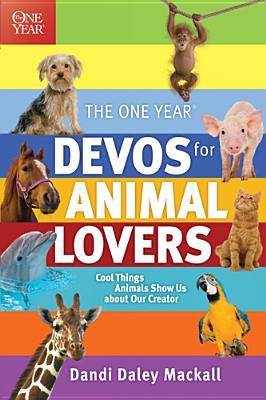 THE
ONE
YEAR®
THE ONE YEAR®
DEVOS for
ANIMAL
LOVERS
Cool Things
Animals Show Us
about Our Creator
Dandi Daley Mackall